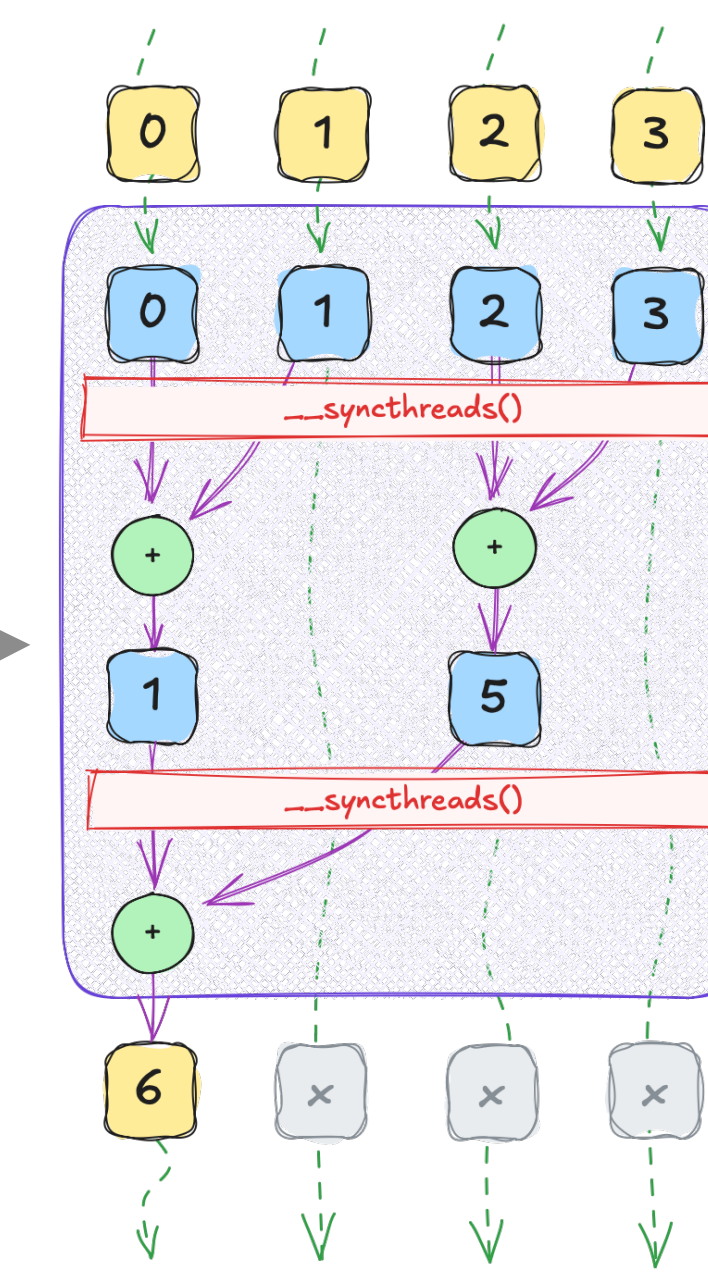 0 1 2 3
0 1 2 3
__syncthreads()
+ +
1 5
__syncthreads()
+
6 x x x